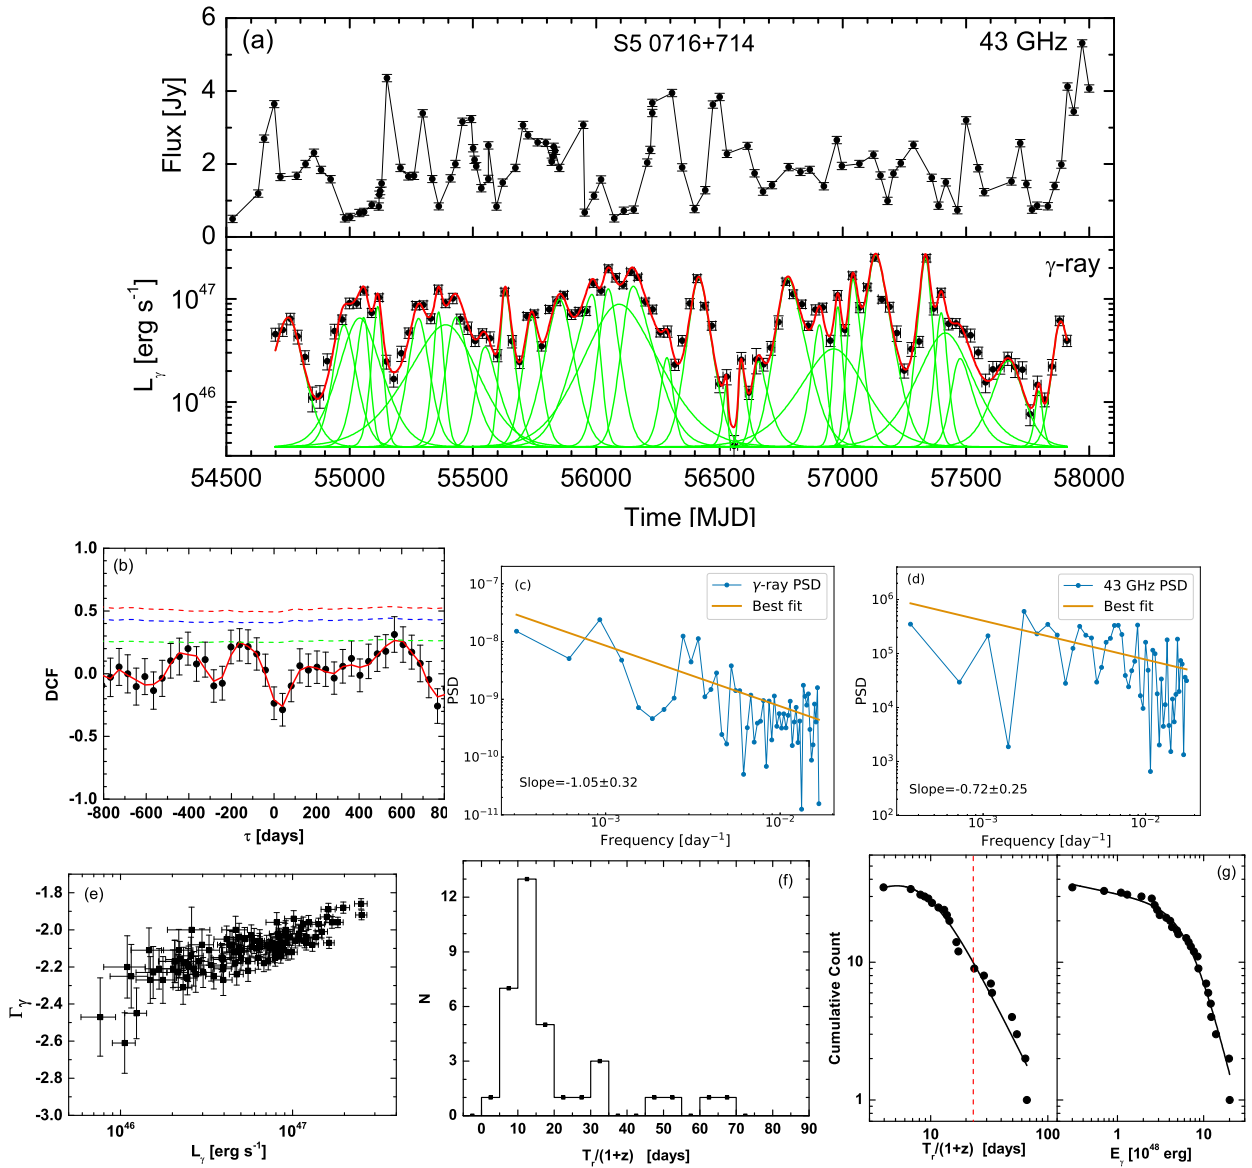 (a) S5 0716+714 43 GHz
6
4
2
0
Flux [Jy]
γ-ray
10^47
10^46
L_γ [erg s^-1]
54500 55000 55500 56000 56500 57000 57500 58000
Time [MJD]
(b)
1.0
0.5
0.0
-0.5
-1.0
DCF
-800 -600 -400 -200 0 200 400 600 80
τ [days]
(c)
γ-ray PSD
Best fit
10^-7
10^-8
10^-9
10^-10
10^-11
PSD
Slope=-1.05±0.32
10^-3 10^-2
Frequency [day^-1]
(d)
43 GHz PSD
Best fit
10^6
10^5
10^4
10^3
10^2
PSD
Slope=-0.72±0.25
10^-3 10^-2
Frequency [day^-1]
(e)
-1.8
-2.0
-2.2
-2.4
-2.6
-2.8
-3.0
Γ_γ
10^46 10^47
L_γ [erg s^-1]
(f)
12
9
6
3
0
N
0 10 20 30 40 50 60 70 80 90
T_r/(1+z) [days]
(g)
10
1
Cumulative Count
10 100
T_r/(1+z) [days]
1 10
E_γ [10^48 erg]